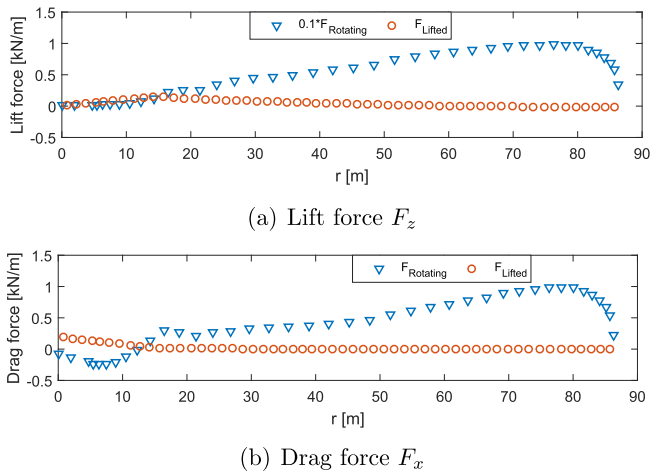 0.1*F_Rotating F_Lifted
1.5
1
0.5
0
-0.5
Lift force [kN/m]
0 10 20 30 40 50 60 70 80 90
r [m]
(a) Lift force F_z
F_Rotating F_Lifted
1.5
1
0.5
0
-0.5
Drag force [kN/m]
0 10 20 30 40 50 60 70 80 90
r [m]
(b) Drag force F_x